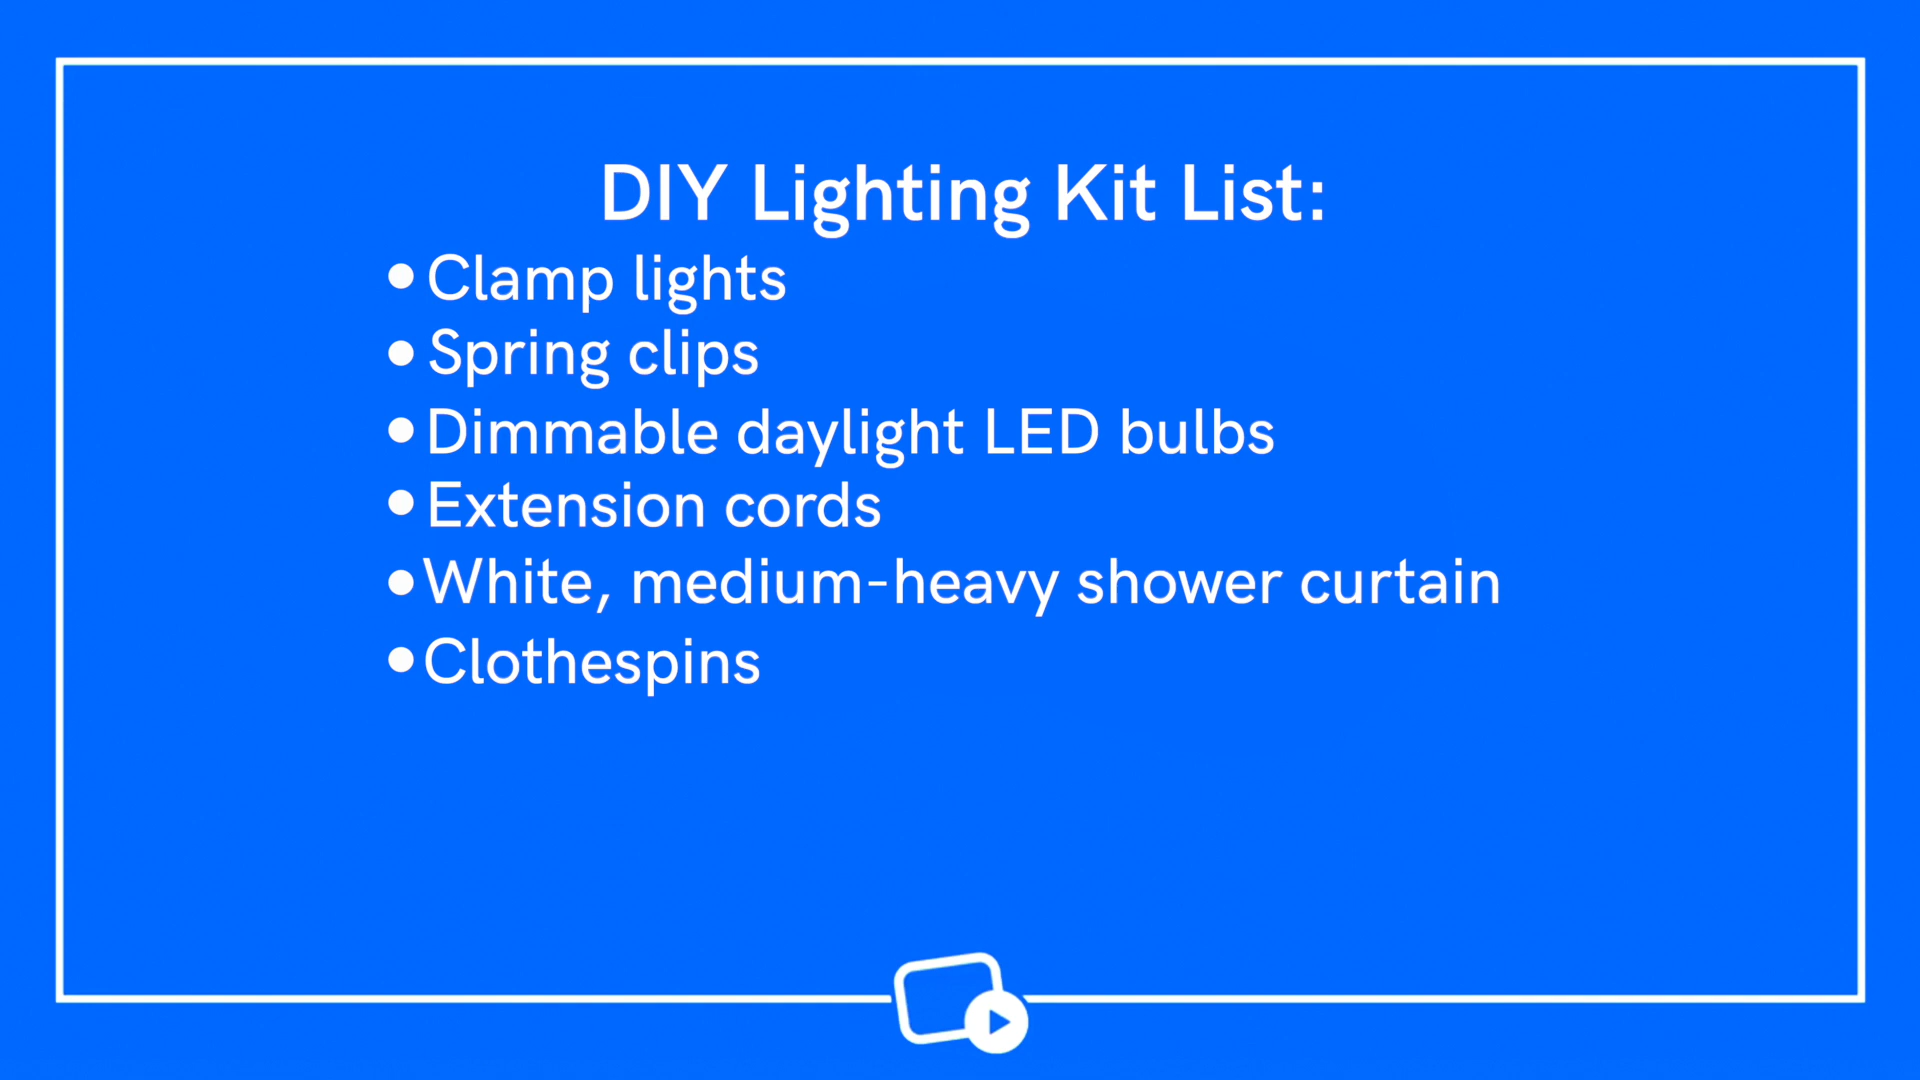 DIY Lighting Kit List:
• Clamp lights
• Spring clips
• Dimmable daylight LED bulbs
• Extension cords
• White, medium-heavy shower curtain
• Clothespins